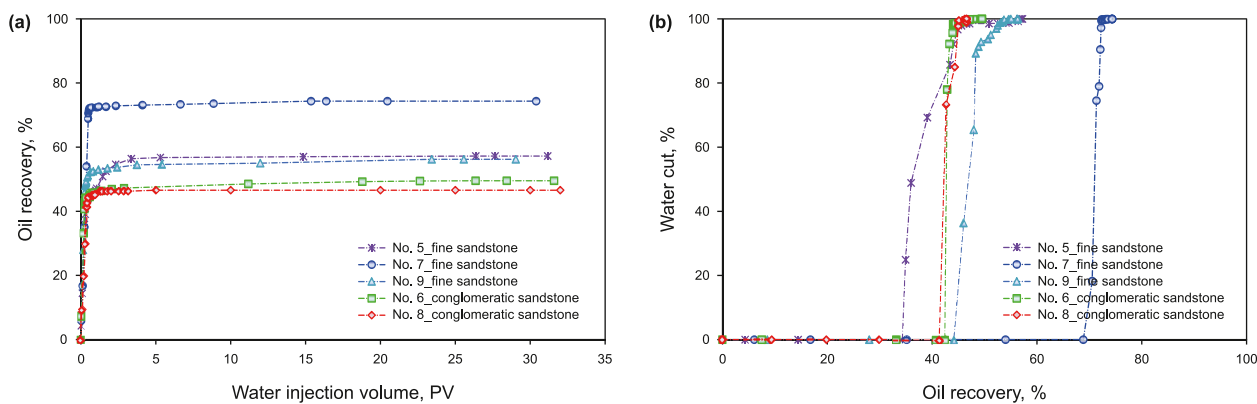 (a)
100
80
60
40
20
0
Oil recovery, %
No. 5_fine sandstone
No. 7_fine sandstone
No. 9_fine sandstone
No. 6_conglomeratic sandstone
No. 8_conglomeratic sandstone
0 5 10 15 20 25 30 35
Water injection volume, PV
(b)
100
80
60
40
20
0
Water cut, %
No. 5_fine sandstone
No. 7_fine sandstone
No. 9_fine sandstone
No. 6_conglomeratic sandstone
No. 8_conglomeratic sandstone
0 20 40 60 80 100
Oil recovery, %